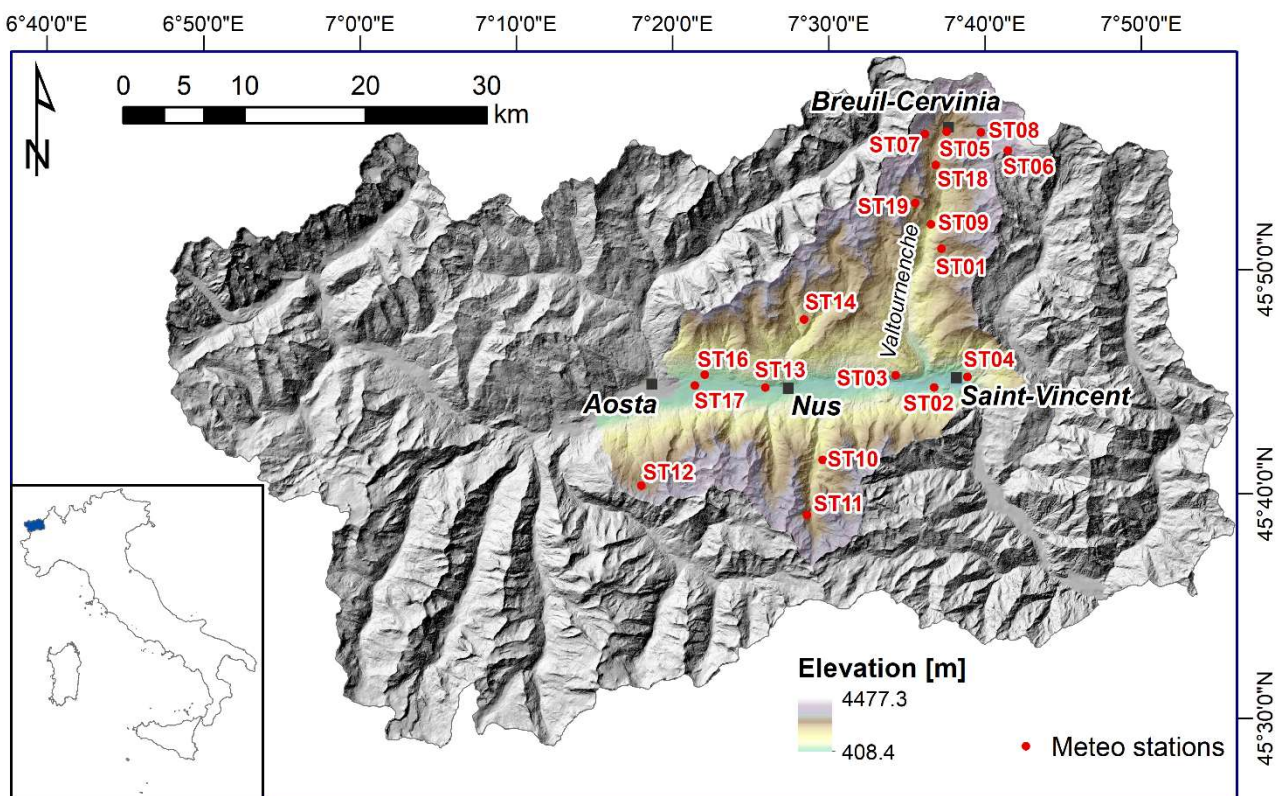 6°40'0"E 6°50'0"E 7°0'0"E 7°10'0"E 7°20'0"E 7°30'0"E 7°40'0"E 7°50'0"E
0 5 10 20 30
km
N
Breuil-Cervinia
ST08
ST07
ST05
ST06
ST18
ST19
ST09
ST01
Valtournenche
45°50'0"N
ST14
ST16
ST13
ST03
ST04
Aosta
ST17
Nus
ST02
Saint-Vincent
ST10
ST12
ST11
45°40'0"N
Elevation [m]
4477.3
408.4
Meteo stations
45°30'0"N